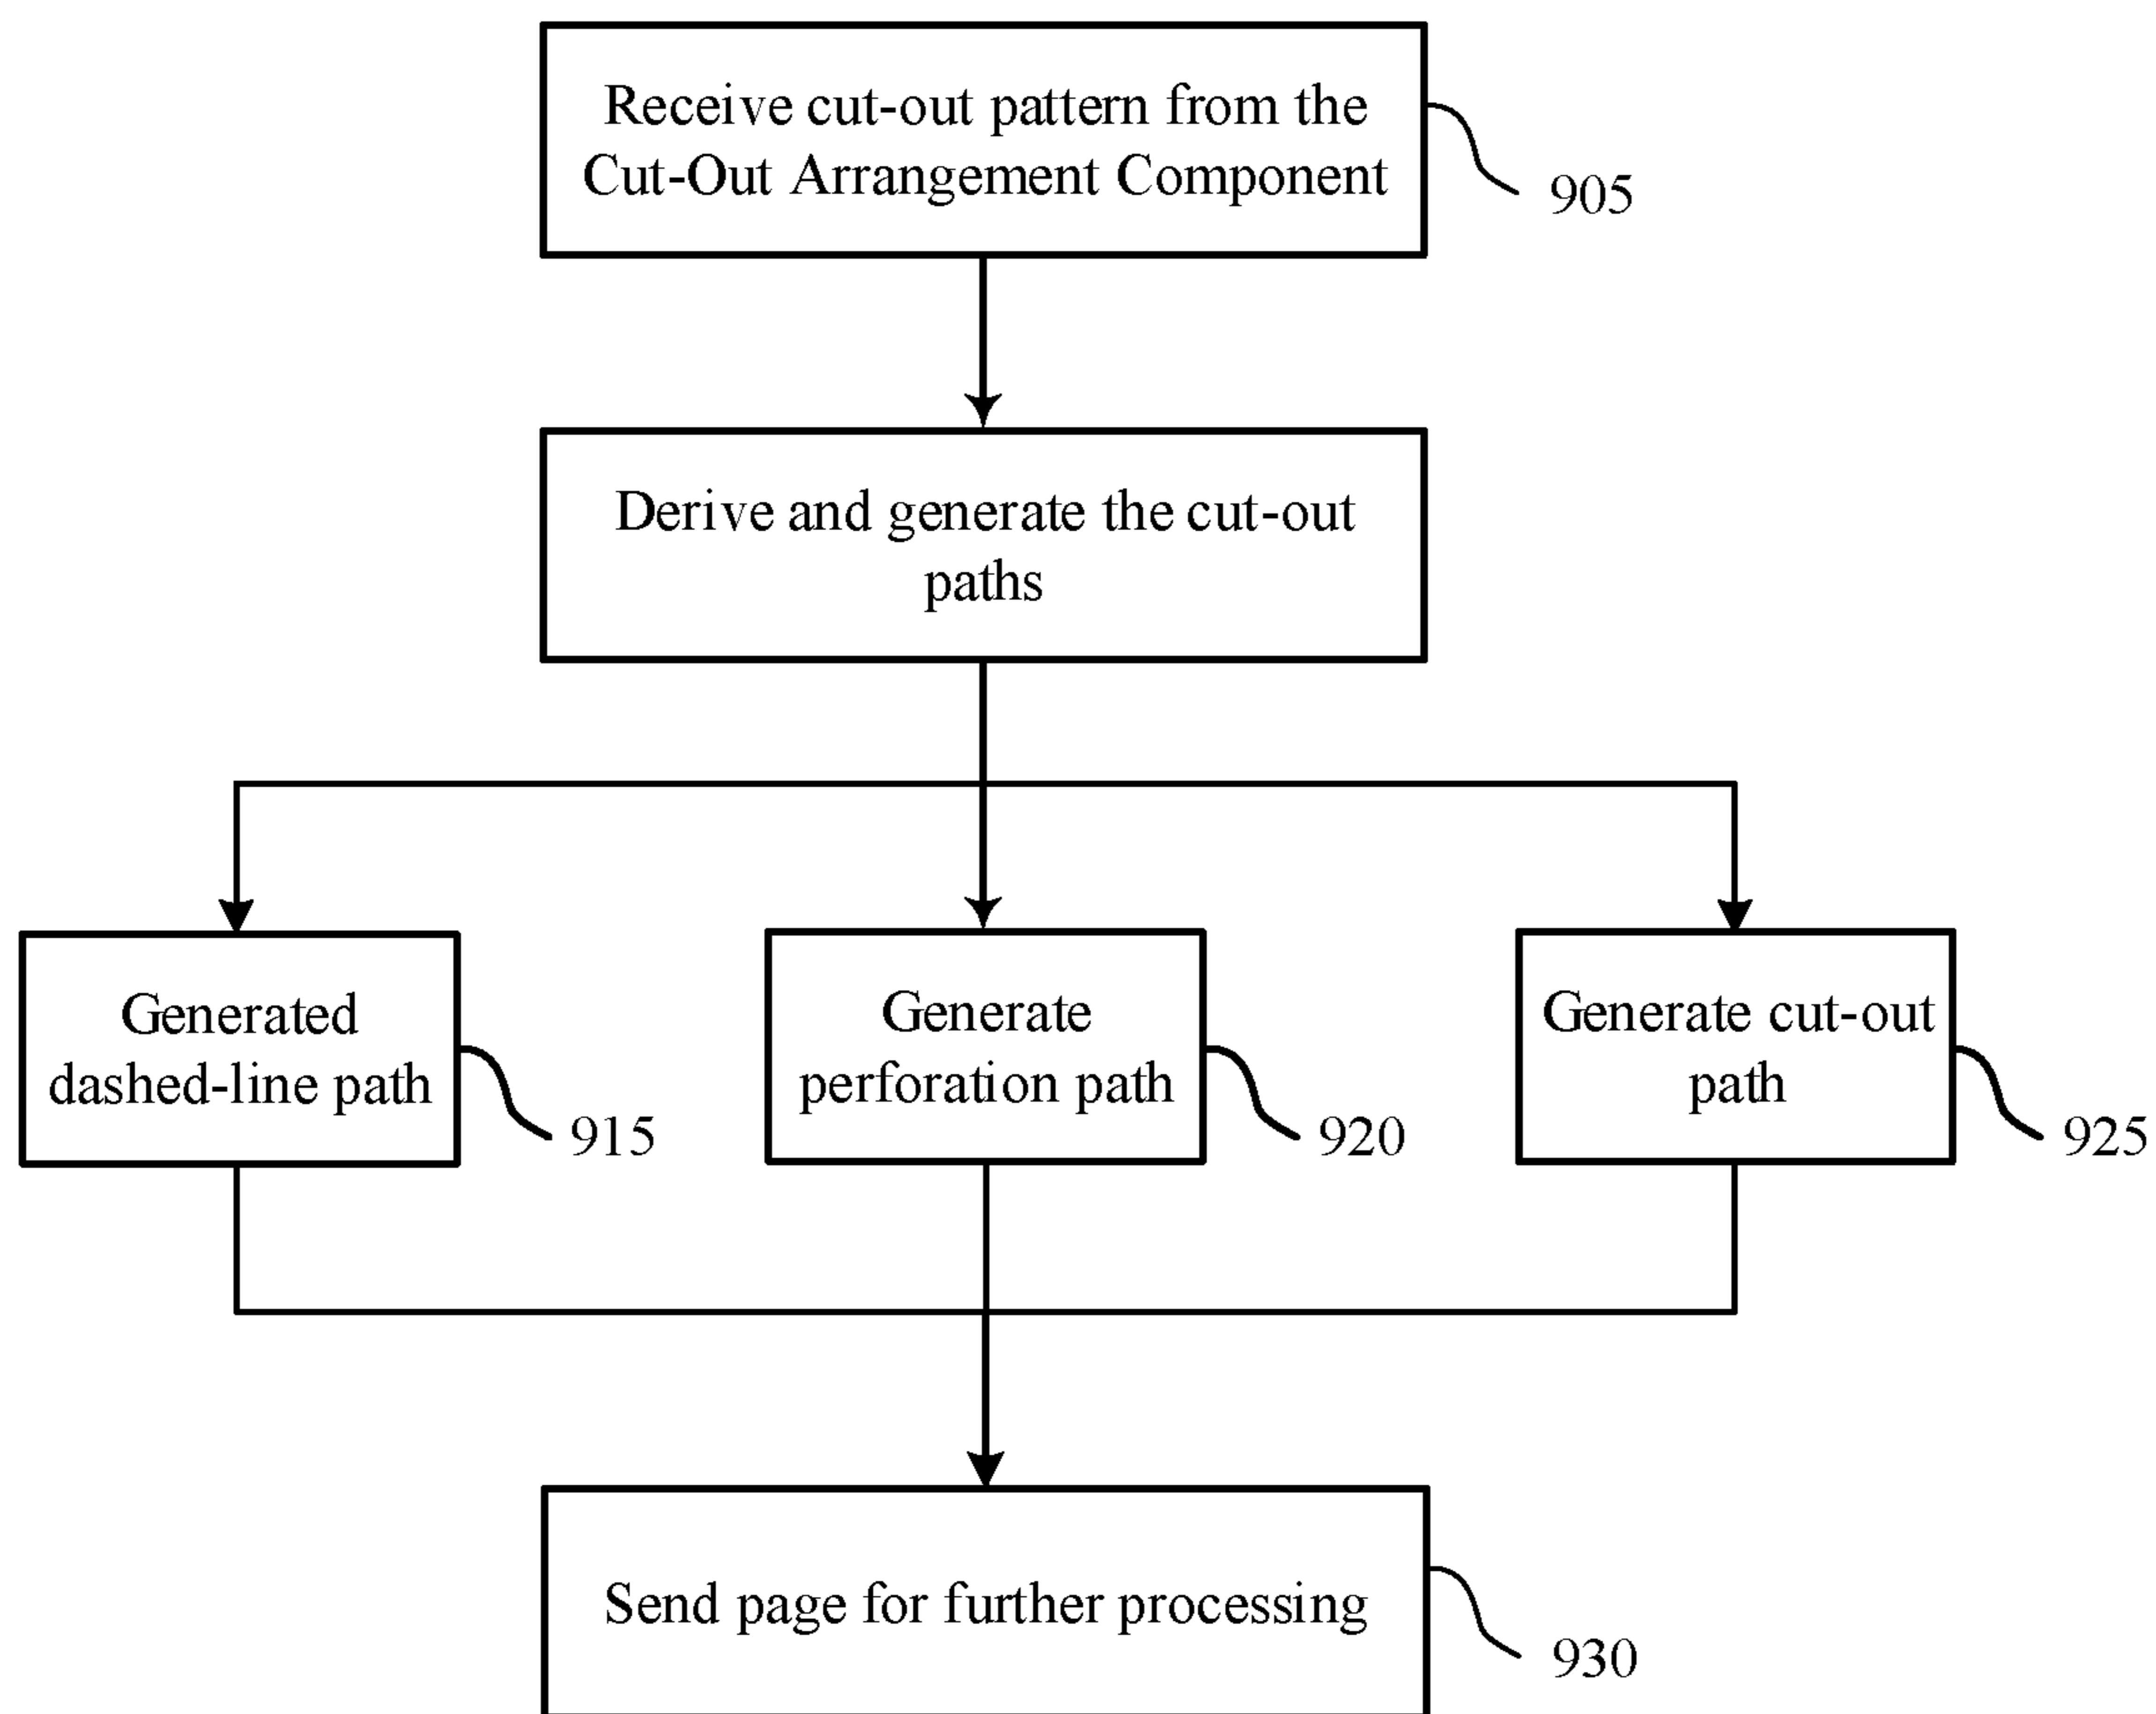 Receive cut-out pattern from the
Cut-Out Arrangement Component
905
Derive and generate the cut-out
paths
Generated
dashed-line path
915
Generate
perforation path
920
Generate cut-out
path
925
Send page for further processing
930